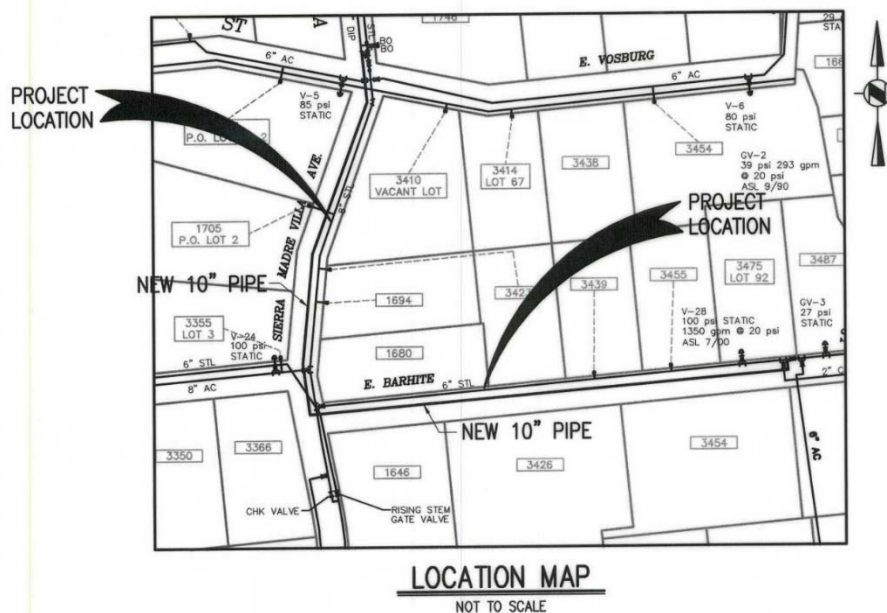 ST
A
DIP
STL
BO
BO
1748
29
STA
6" AC
E. VOSBURG
6" AC
166
PROJECT
LOCATION
V-5
85 psi
STATIC
V-6
80 psi
STATIC
P.O. LOT 2
AVE.
3410
VACANT LOT
3414
LOT 67
3438
3454
GV-2
39 psi 293 gpm
@ 20 psi
ASL 9/90
8" STL
PROJECT
LOCATION
1705
P.O. LOT 2
SIERRA MADRE VILLA
NEW 10" PIPE
1694
3427
3439
3455
3475
LOT 92
3487
3355
LOT 3
V-24
100 psi
STATIC
V-28
100 psi STATIC
1350 gpm @ 20 psi
ASL 7/00
GV-3
27 psi
STATIC
1680
6" STL
8" AC
E. BARHITE
6" STL
2" C
6" AC
NEW 10" PIPE
3350
3366
1646
3426
3454
CHK VALVE
RISING STEM
GATE VALVE
LOCATION MAP
NOT TO SCALE